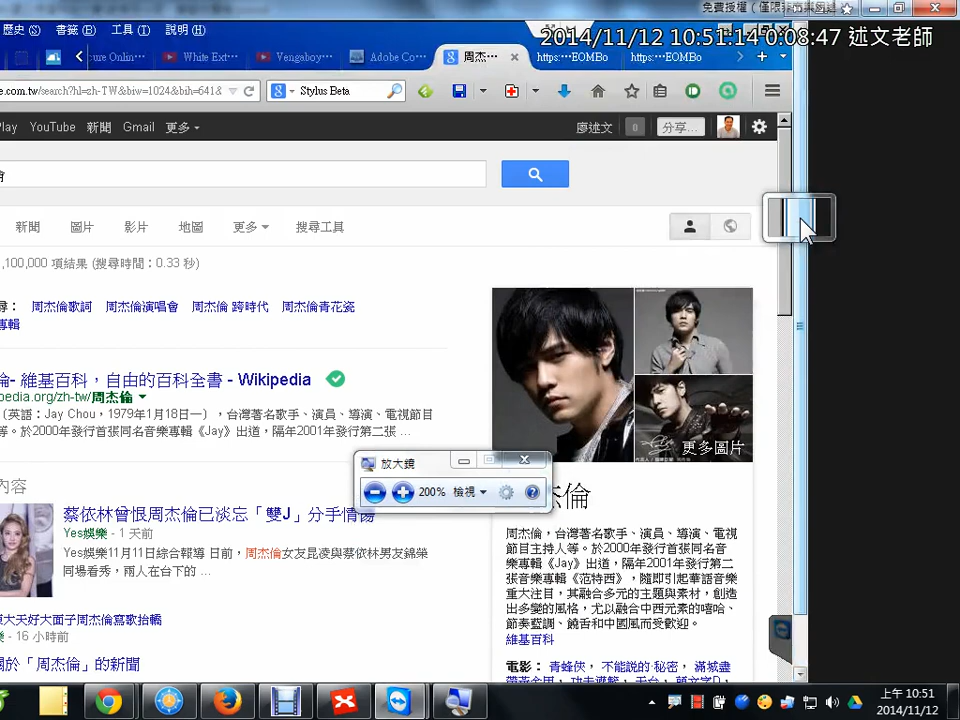 免費授權（僅限非商業用途
歷史(S) 書籤(B) 工具(T) 說明(H)
2014/11/12 10:51:14 0:08:47 述文老師
cure Onlin… White Ext… Vengaboy… Adobe Co… 周杰… https:…EOMBo https:…EOMBo
e.com.tw/search?hl=zh-TW&biw=1024&bih=641& Stylus Beta
Play YouTube 新聞 Gmail 更多 廖述文 0 分享…
新聞 圖片 影片 地圖 更多 搜尋工具
,100,000 項結果 (搜尋時間：0.33 秒)
尋： 周杰倫歌詞 周杰倫演唱會 周杰倫 跨時代 周杰倫青花瓷
專輯
倫- 維基百科，自由的百科全書 - Wikipedia
pedia.org/zh-tw/周杰倫
（英語：Jay Chou，1979年1月18日—），台灣著名歌手、演員、導演、電視節目
等。於2000年發行首張同名音樂專輯《Jay》出道，隔年2001年發行第二張 ...
更多圖片
放大鏡
200% 檢視
內容
杰倫
蔡依林曾恨周杰倫已淡忘「雙J」分手情傷
Yes娛樂 - 1 天前
Yes娛樂11月11日綜合報導 日前，周杰倫女友昆凌與蔡依林男友錦榮
同場看秀，兩人在台下的 ...
周杰倫，台灣著名歌手、演員、導演、電視
節目主持人等。於2000年發行首張同名音
樂專輯《Jay》出道，隔年2001年發行第二
張音樂專輯《范特西》，隨即引起華語音樂
重大注目，其融合多元的主題與素材，創造
出多變的風格，尤以融合中西元素的嘻哈、
節奏藍調、饒舌和中國風而受歡迎。
維基百科
大天好大面子周杰倫寫歌抬轎
樂 - 16 小時前
關於「周杰倫」的新聞
電影： 青蜂俠， 不能說的·秘密， 滿城盡
上午 10:51
2014/11/12